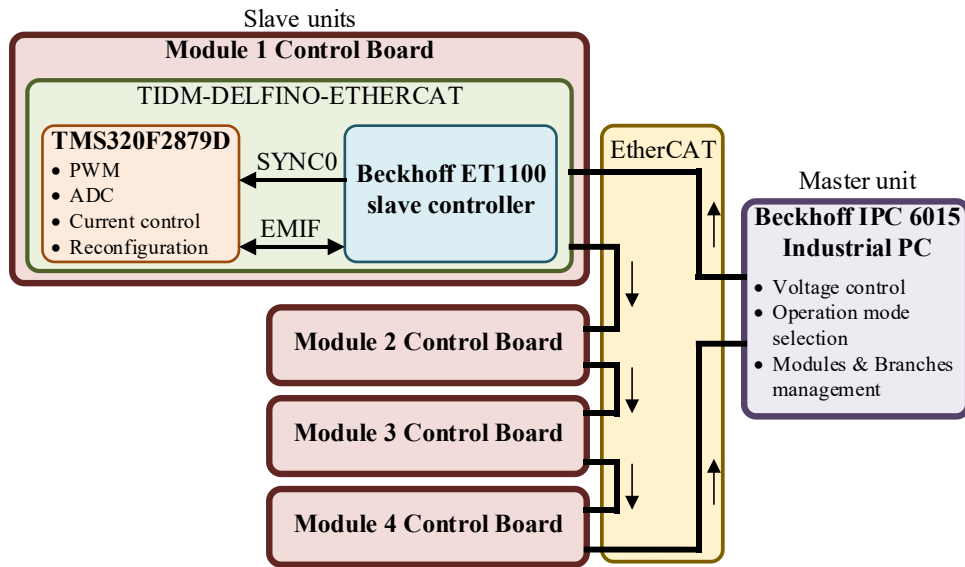 Slave units
Module 1 Control Board
TIDM-DELFINO-ETHERCAT
TMS320F2879D
• PWM
• ADC
• Current control
• Reconfiguration
SYNC0
EMIF
Beckhoff ET1100
slave controller
Module 2 Control Board
Module 3 Control Board
Module 4 Control Board
EtherCAT
Master unit
Beckhoff IPC 6015
Industrial PC
• Voltage control
• Operation mode
selection
• Modules & Branches
management